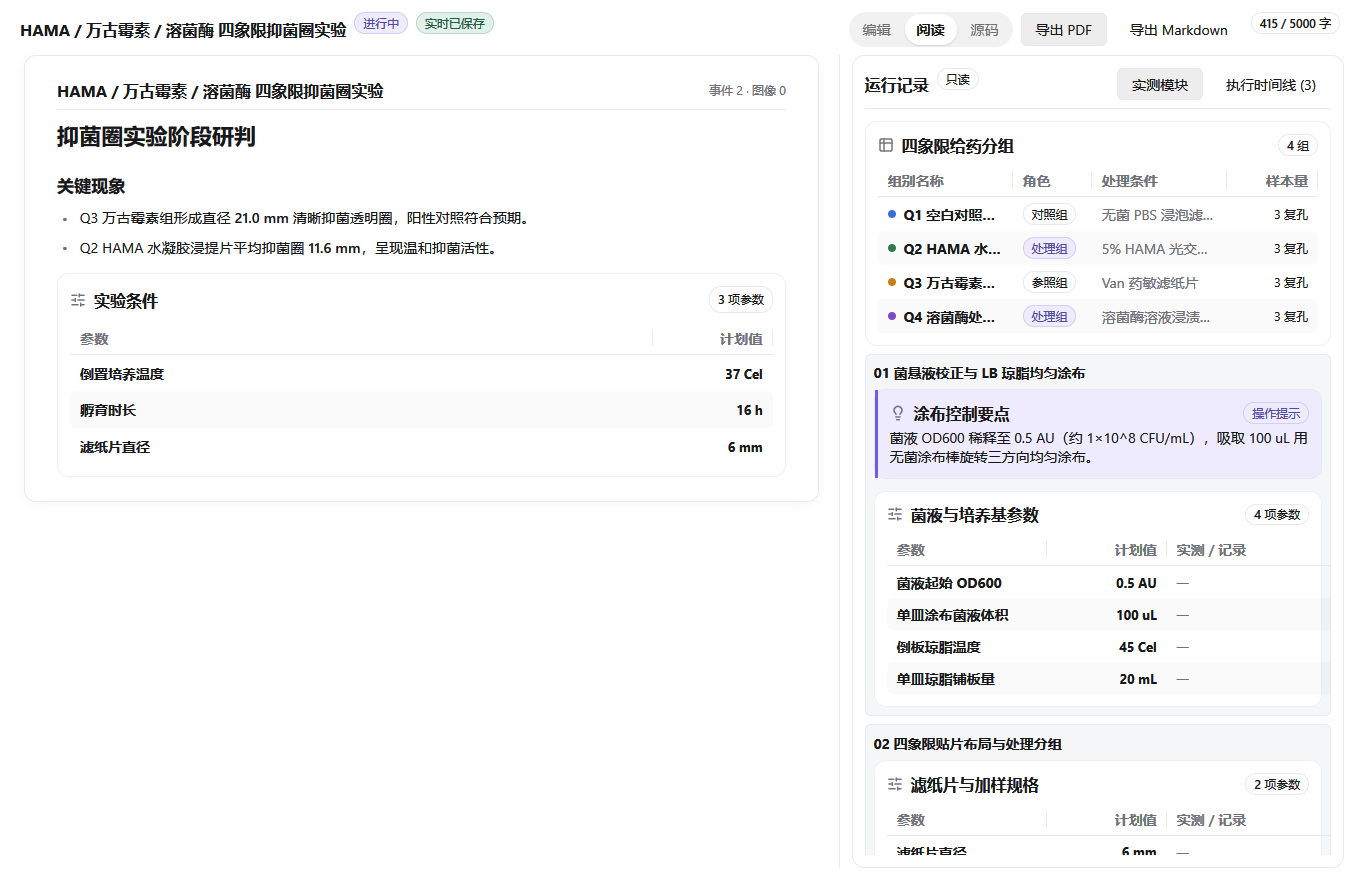 HAMA / 万古霉素 / 溶菌酶 四象限抑菌圈实验 进行中 实时已保存
编辑 阅读 源码 导出 PDF 导出 Markdown 415 / 5000 字
HAMA / 万古霉素 / 溶菌酶 四象限抑菌圈实验 事件 2 · 图像 0
抑菌圈实验阶段研判
关键现象
• Q3 万古霉素组形成直径 21.0 mm 清晰抑菌透明圈，阳性对照符合预期。
• Q2 HAMA 水凝胶浸提片平均抑菌圈 11.6 mm，呈现温和抑菌活性。
实验条件 3 项参数
参数 计划值
倒置培养温度 37 Cel
孵育时长 16 h
滤纸片直径 6 mm
运行记录 只读 实测模块 执行时间线 (3)
四象限给药分组 4 组
组别名称 角色 处理条件 样本量
Q1 空白对照... 对照组 无菌 PBS 浸泡滤... 3 复孔
Q2 HAMA 水... 处理组 5% HAMA 光交... 3 复孔
Q3 万古霉素... 参照组 Van 药敏滤纸片 3 复孔
Q4 溶菌酶处... 处理组 溶菌酶溶液浸渍... 3 复孔
01 菌悬液校正与 LB 琼脂均匀涂布
涂布控制要点 操作提示
菌液 OD600 稀释至 0.5 AU（约 1×10^8 CFU/mL），吸取 100 uL 用
无菌涂布棒旋转三方向均匀涂布。
菌液与培养基参数 4 项参数
参数 计划值 实测 / 记录
菌液起始 OD600 0.5 AU —
单皿涂布菌液体积 100 uL —
倒板琼脂温度 45 Cel —
单皿琼脂铺板量 20 mL —
02 四象限贴片布局与处理分组
滤纸片与加样规格 2 项参数
参数 计划值 实测 / 记录
滤纸片直径 6 mm —